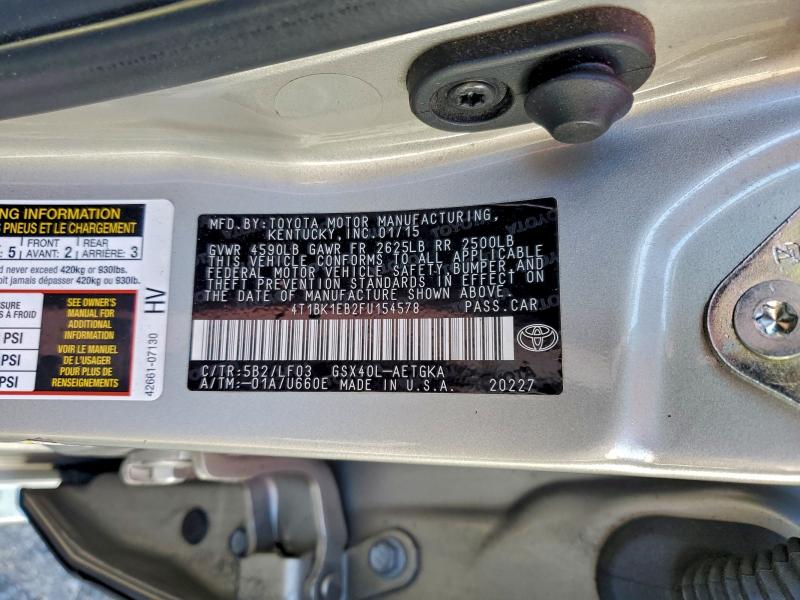 NG INFORMATION
S PNEUS ET LE CHARGEMENT
5 FRONT AVANT: 2 REAR ARRIÈRE: 3
never exceed 420kg or 930lbs.
jamais dépasser 420kg ou 930lb.
SURE
S À FROID
PSI
PSI
PSI
SEE OWNER'S
MANUAL FOR
ADDITIONAL
INFORMATION
VOIR LE MANUEL
DE L'USAGER
POUR PLUS DE
RENSEIGNEMENTS
HV
42661-07130
MFD.BY:TOYOTA MOTOR MANUFACTURING,
KENTUCKY, INC.01/15
GVWR 4590LB GAWR FR 2625LB RR 2500LB
THIS VEHICLE CONFORMS TO ALL APPLICABLE
FEDERAL MOTOR VEHICLE SAFETY,BUMPER,AND
THEFT PREVENTION STANDARDS IN EFFECT ON
THE DATE OF MANUFACTURE SHOWN ABOVE.
4T1BK1EB2FU154578 PASS.CAR
C/TR:5B2/LF03 GSX40L-AETGKA
A/TM:-01A/U660E MADE IN U.S.A. 20227